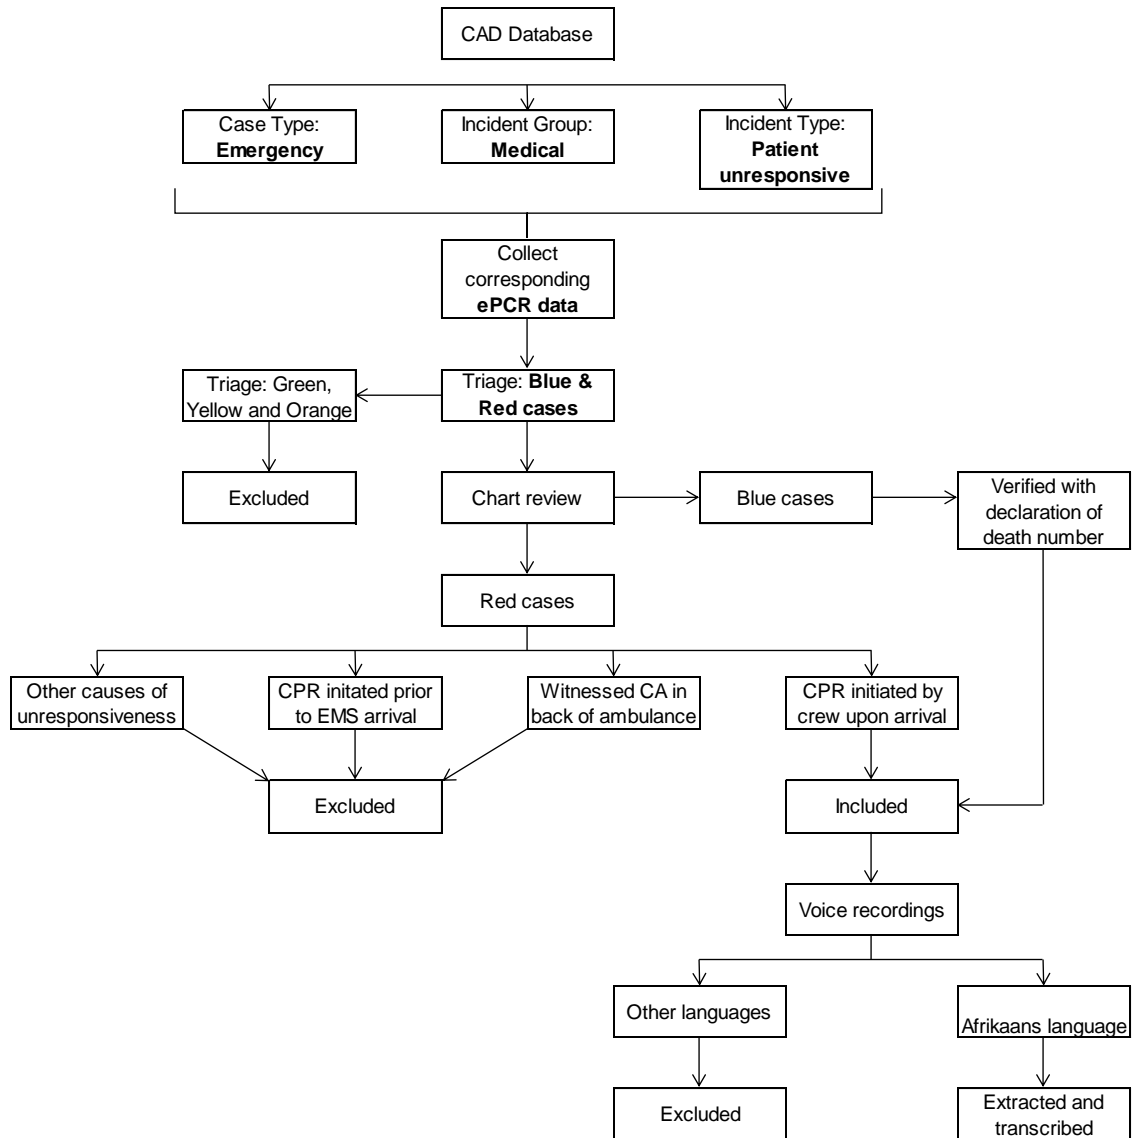 CAD Database
Case Type:
Emergency
Incident Group:
Medical
Incident Type:
Patient
unresponsive
Collect
corresponding
ePCR data
Triage: Green,
Yellow and Orange
Triage: Blue &
Red cases
Excluded
Chart review
Blue cases
Verified with
declaration of
death number
Red cases
Other causes of
unresponsiveness
CPR initated prior
to EMS arrival
Witnessed CA in
back of ambulance
CPR initiated by
crew upon arrival
Excluded
Included
Voice recordings
Other languages
Afrikaans language
Excluded
Extracted and
transcribed